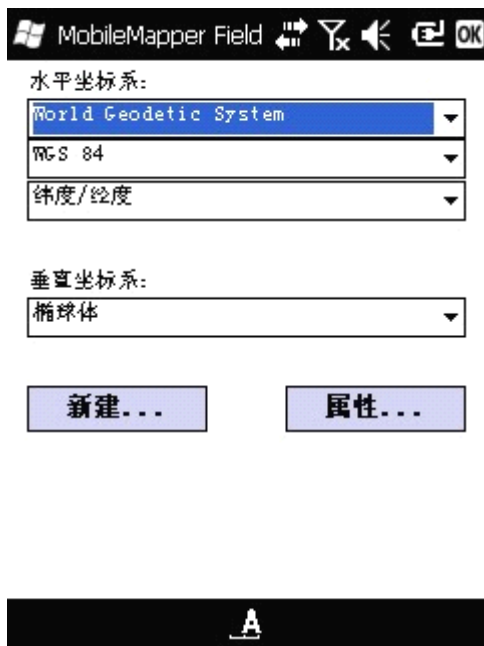 MobileMapper Field OK
水平坐标系:
World Geodetic System
WGS 84
纬度/经度
垂直坐标系:
椭球体
新建...
属性...
A